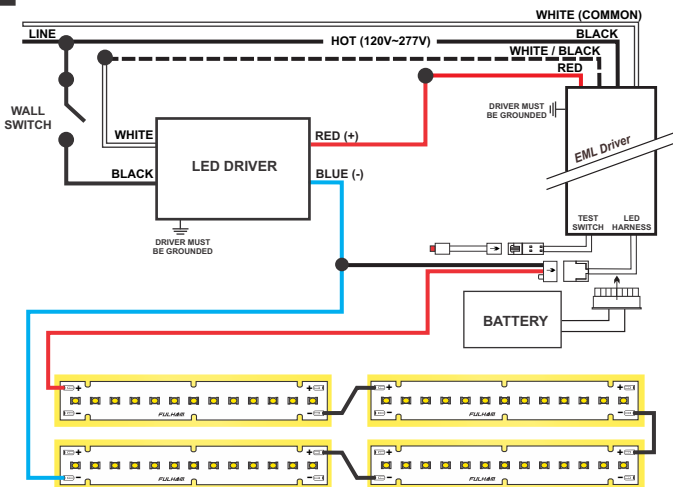 WHITE (COMMON)
LINE
BLACK
HOT (120V~277V)
WHITE / BLACK
RED
WALL
SWITCH
DRIVER MUST
BE GROUNDED
WHITE
RED (+)
EML Driver
LED DRIVER
BLACK
BLUE (-)
TEST
SWITCH
LED
HARNESS
DRIVER MUST
BE GROUNDED
BATTERY
+ +
- -
FULHAM
+ +
- -
FULHAM
+ +
- -
FULHAM
+ +
- -
FULHAM